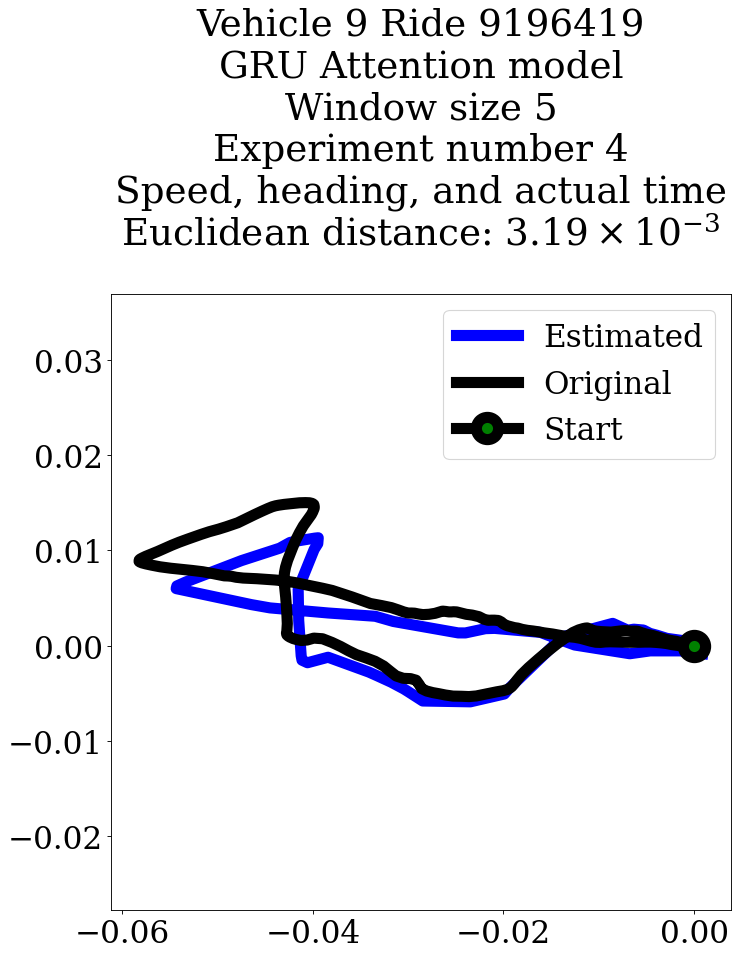 Vehicle 9 Ride 9196419
GRU Attention model
Window size 5
Experiment number 4
Speed, heading, and actual time
Euclidean distance: 3.19 × 10⁻³
Estimated
Original
Start
0.03
0.02
0.01
0.00
−0.01
−0.02
−0.06 −0.04 −0.02 0.00